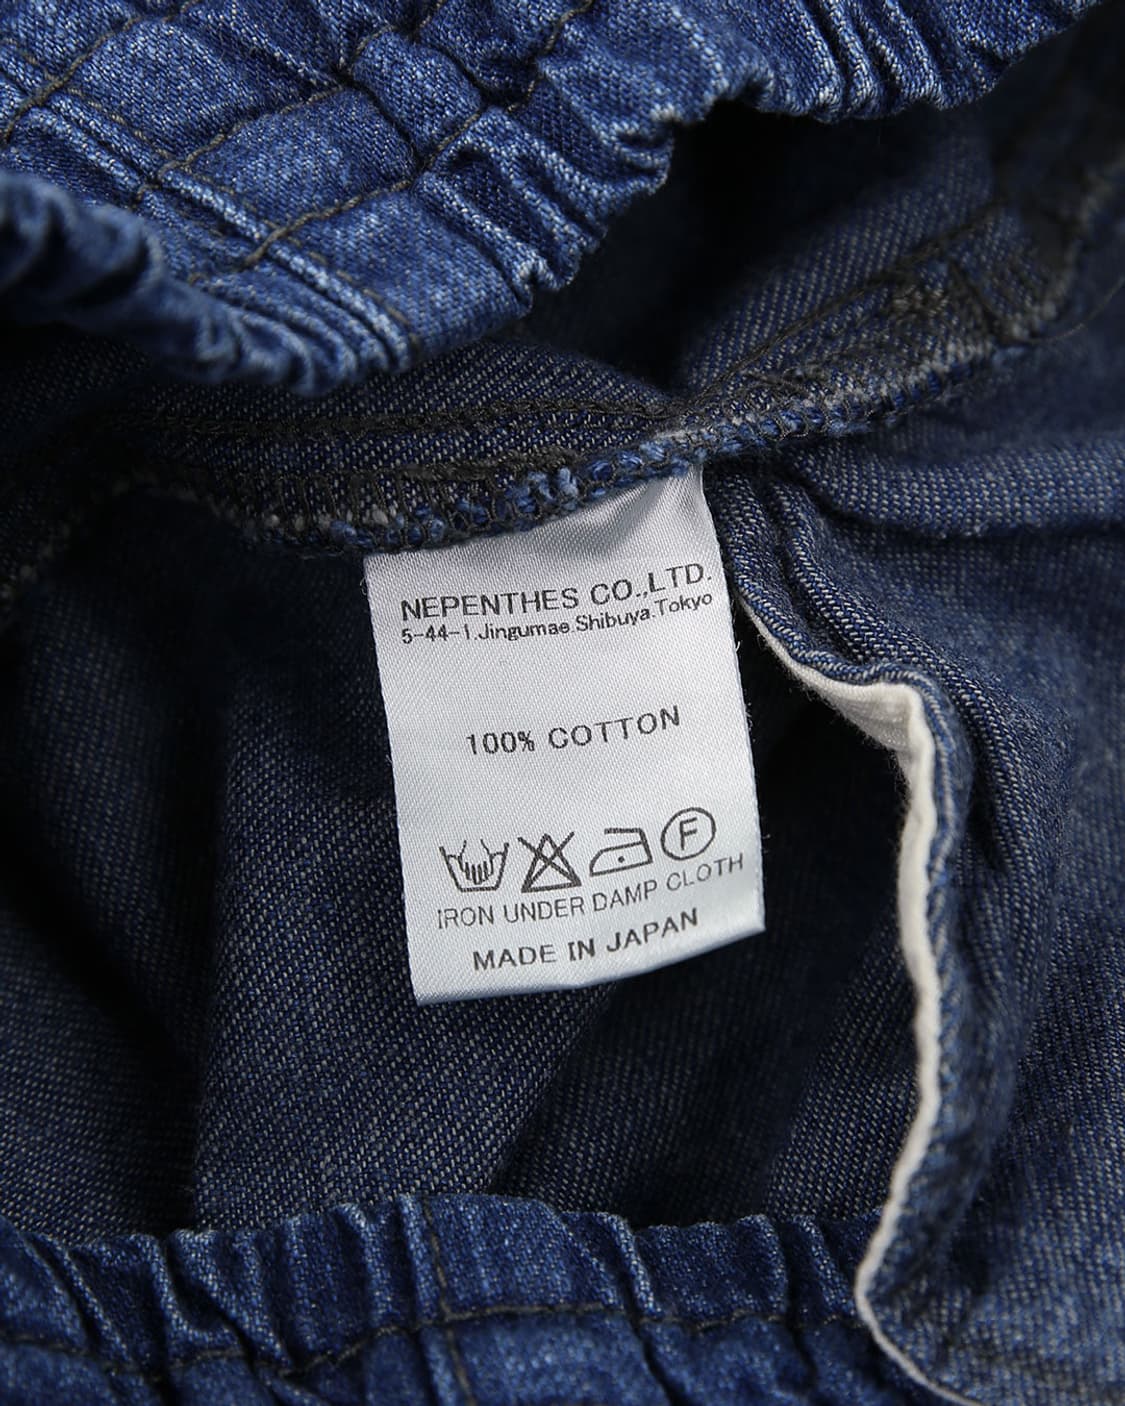 NEPENTHES CO.,LTD.
5-44-1.Jingumae.Shibuya.Tokyo
100% COTTON
F
IRON UNDER DAMP CLOTH
MADE IN JAPAN